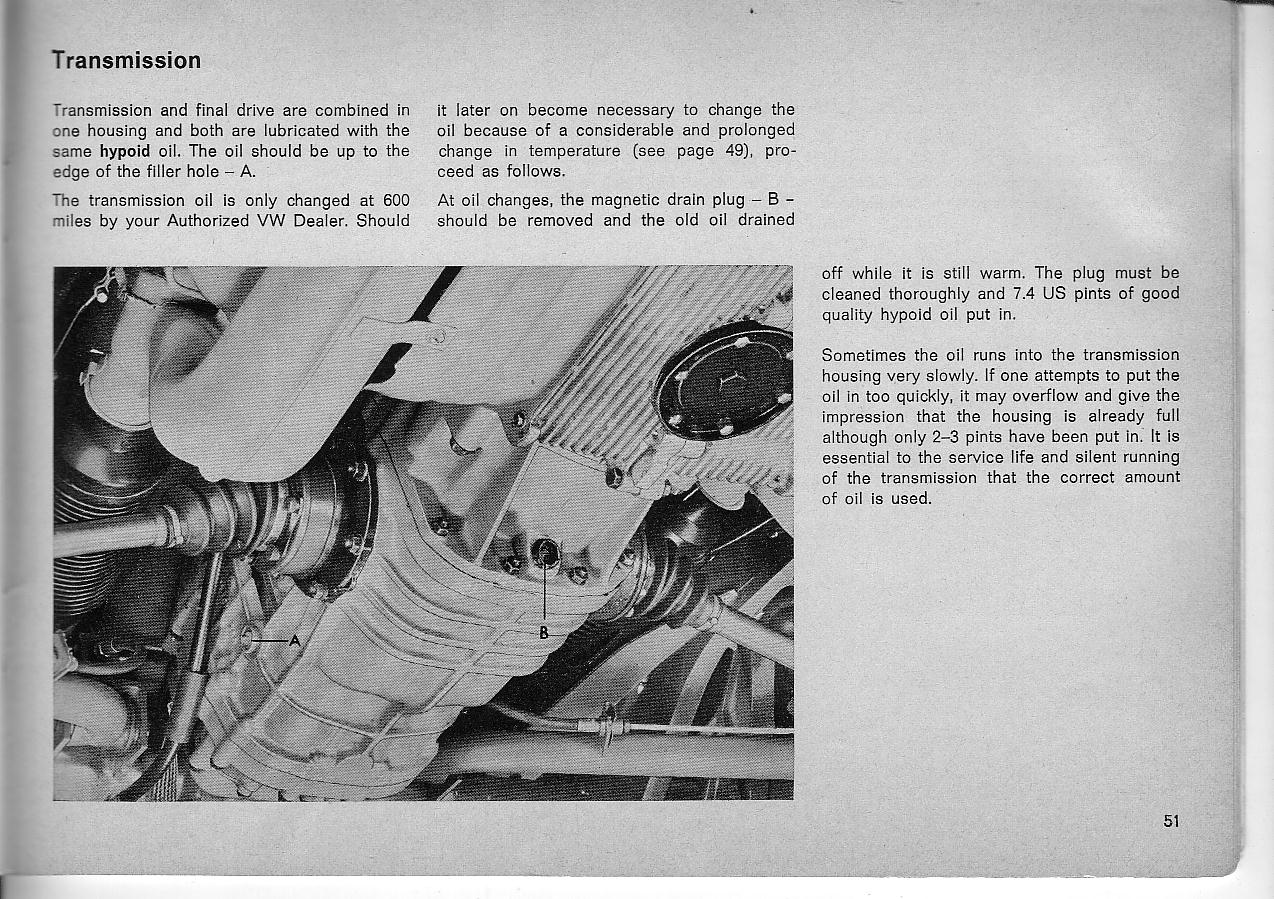 Transmission
Transmission and final drive are combined in
one housing and both are lubricated with the
same hypoid oil. The oil should be up to the
edge of the filler hole – A.
The transmission oil is only changed at 600
miles by your Authorized VW Dealer. Should
it later on become necessary to change the
oil because of a considerable and prolonged
change in temperature (see page 49), pro-
ceed as follows.
At oil changes, the magnetic drain plug – B –
should be removed and the old oil drained
off while it is still warm. The plug must be
cleaned thoroughly and 7.4 US pints of good
quality hypoid oil put in.
Sometimes the oil runs into the transmission
housing very slowly. If one attempts to put the
oil in too quickly, it may overflow and give the
impression that the housing is already full
although only 2–3 pints have been put in. It is
essential to the service life and silent running
of the transmission that the correct amount
of oil is used.
A
B
51